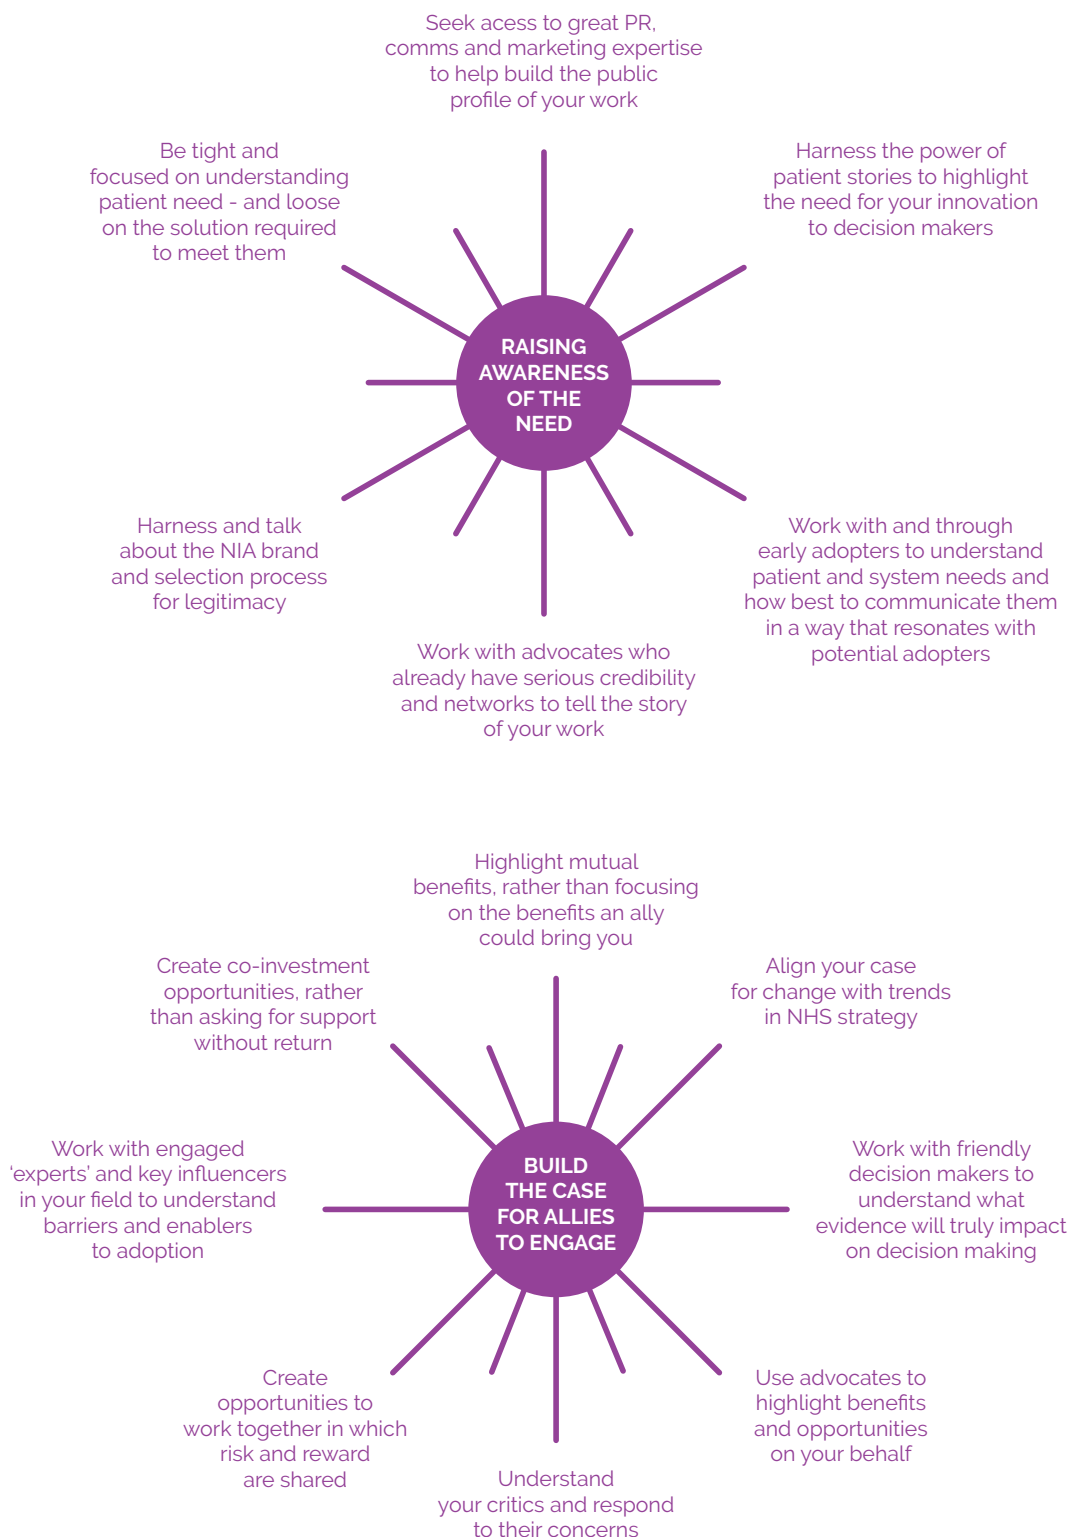 Seek acess to great PR,
comms and marketing expertise
to help build the public
profile of your work
Be tight and
focused on understanding
patient need - and loose
on the solution required
to meet them
Harness the power of
patient stories to highlight
the need for your innovation
to decision makers
RAISING
AWARENESS
OF THE
NEED
Harness and talk
about the NIA brand
and selection process
for legitimacy
Work with and through
early adopters to understand
patient and system needs and
how best to communicate them
in a way that resonates with
potential adopters
Work with advocates who
already have serious credibility
and networks to tell the story
of your work
Highlight mutual
benefits, rather than focusing
on the benefits an ally
could bring you
Create co-investment
opportunities, rather
than asking for support
without return
Align your case
for change with trends
in NHS strategy
Work with engaged
‘experts’ and key influencers
in your field to understand
barriers and enablers
to adoption
BUILD
THE CASE
FOR ALLIES
TO ENGAGE
Work with friendly
decision makers to
understand what
evidence will truly impact
on decision making
Create
opportunities to
work together in which
risk and reward
are shared
Use advocates to
highlight benefits
and opportunities
on your behalf
Understand
your critics and respond
to their concerns